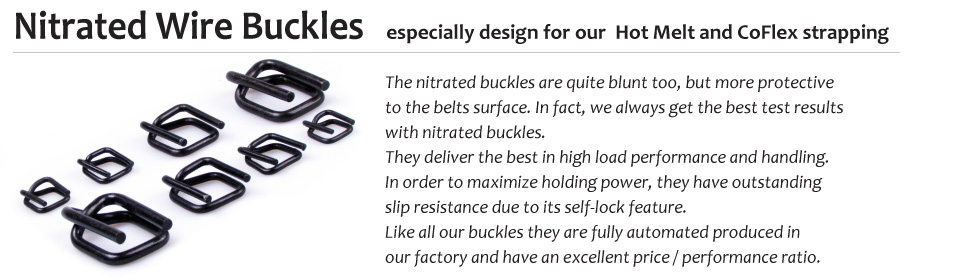 Nitrated Wire Buckles especially design for our Hot Melt and CoFlex strapping
The nitrated buckles are quite blunt too, but more protective
to the belts surface. In fact, we always get the best test results
with nitrated buckles.
They deliver the best in high load performance and handling.
In order to maximize holding power, they have outstanding
slip resistance due to its self-lock feature.
Like all our buckles they are fully automated produced in
our factory and have an excellent price / performance ratio.